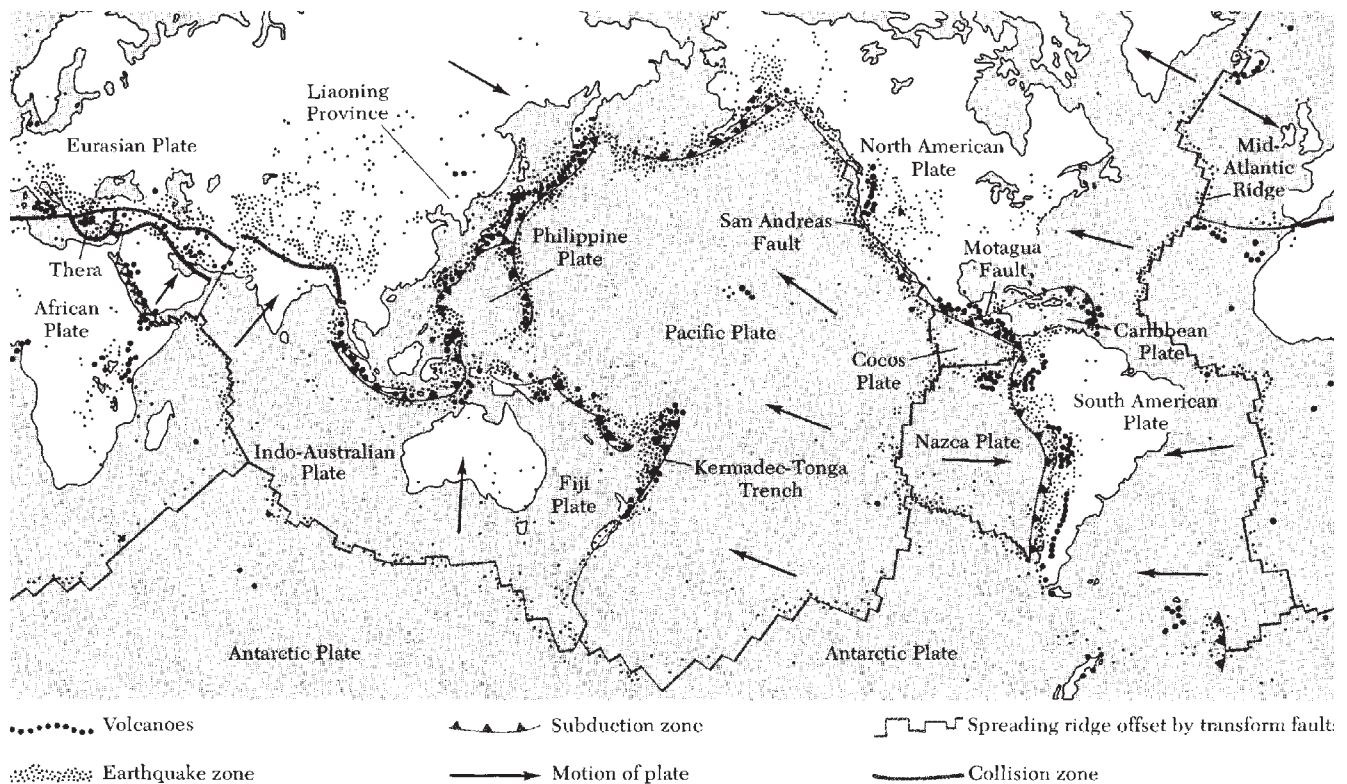 Liaoning
Province
Eurasian Plate
North American
Plate
Mid-
Atlantic
Ridge
San Andreas
Fault
Philippine
Plate
Motagua
Fault
Thera
African
Plate
Pacific Plate
Caribbean
Plate
Cocos
Plate
South American
Plate
Indo-Australian
Plate
Nazca Plate
Fiji
Plate
Kermadec-Tonga
Trench
Antarctic Plate
Antarctic Plate
Volcanoes
Subduction zone
Spreading ridge offset by transform faults
Earthquake zone
Motion of plate
Collision zone